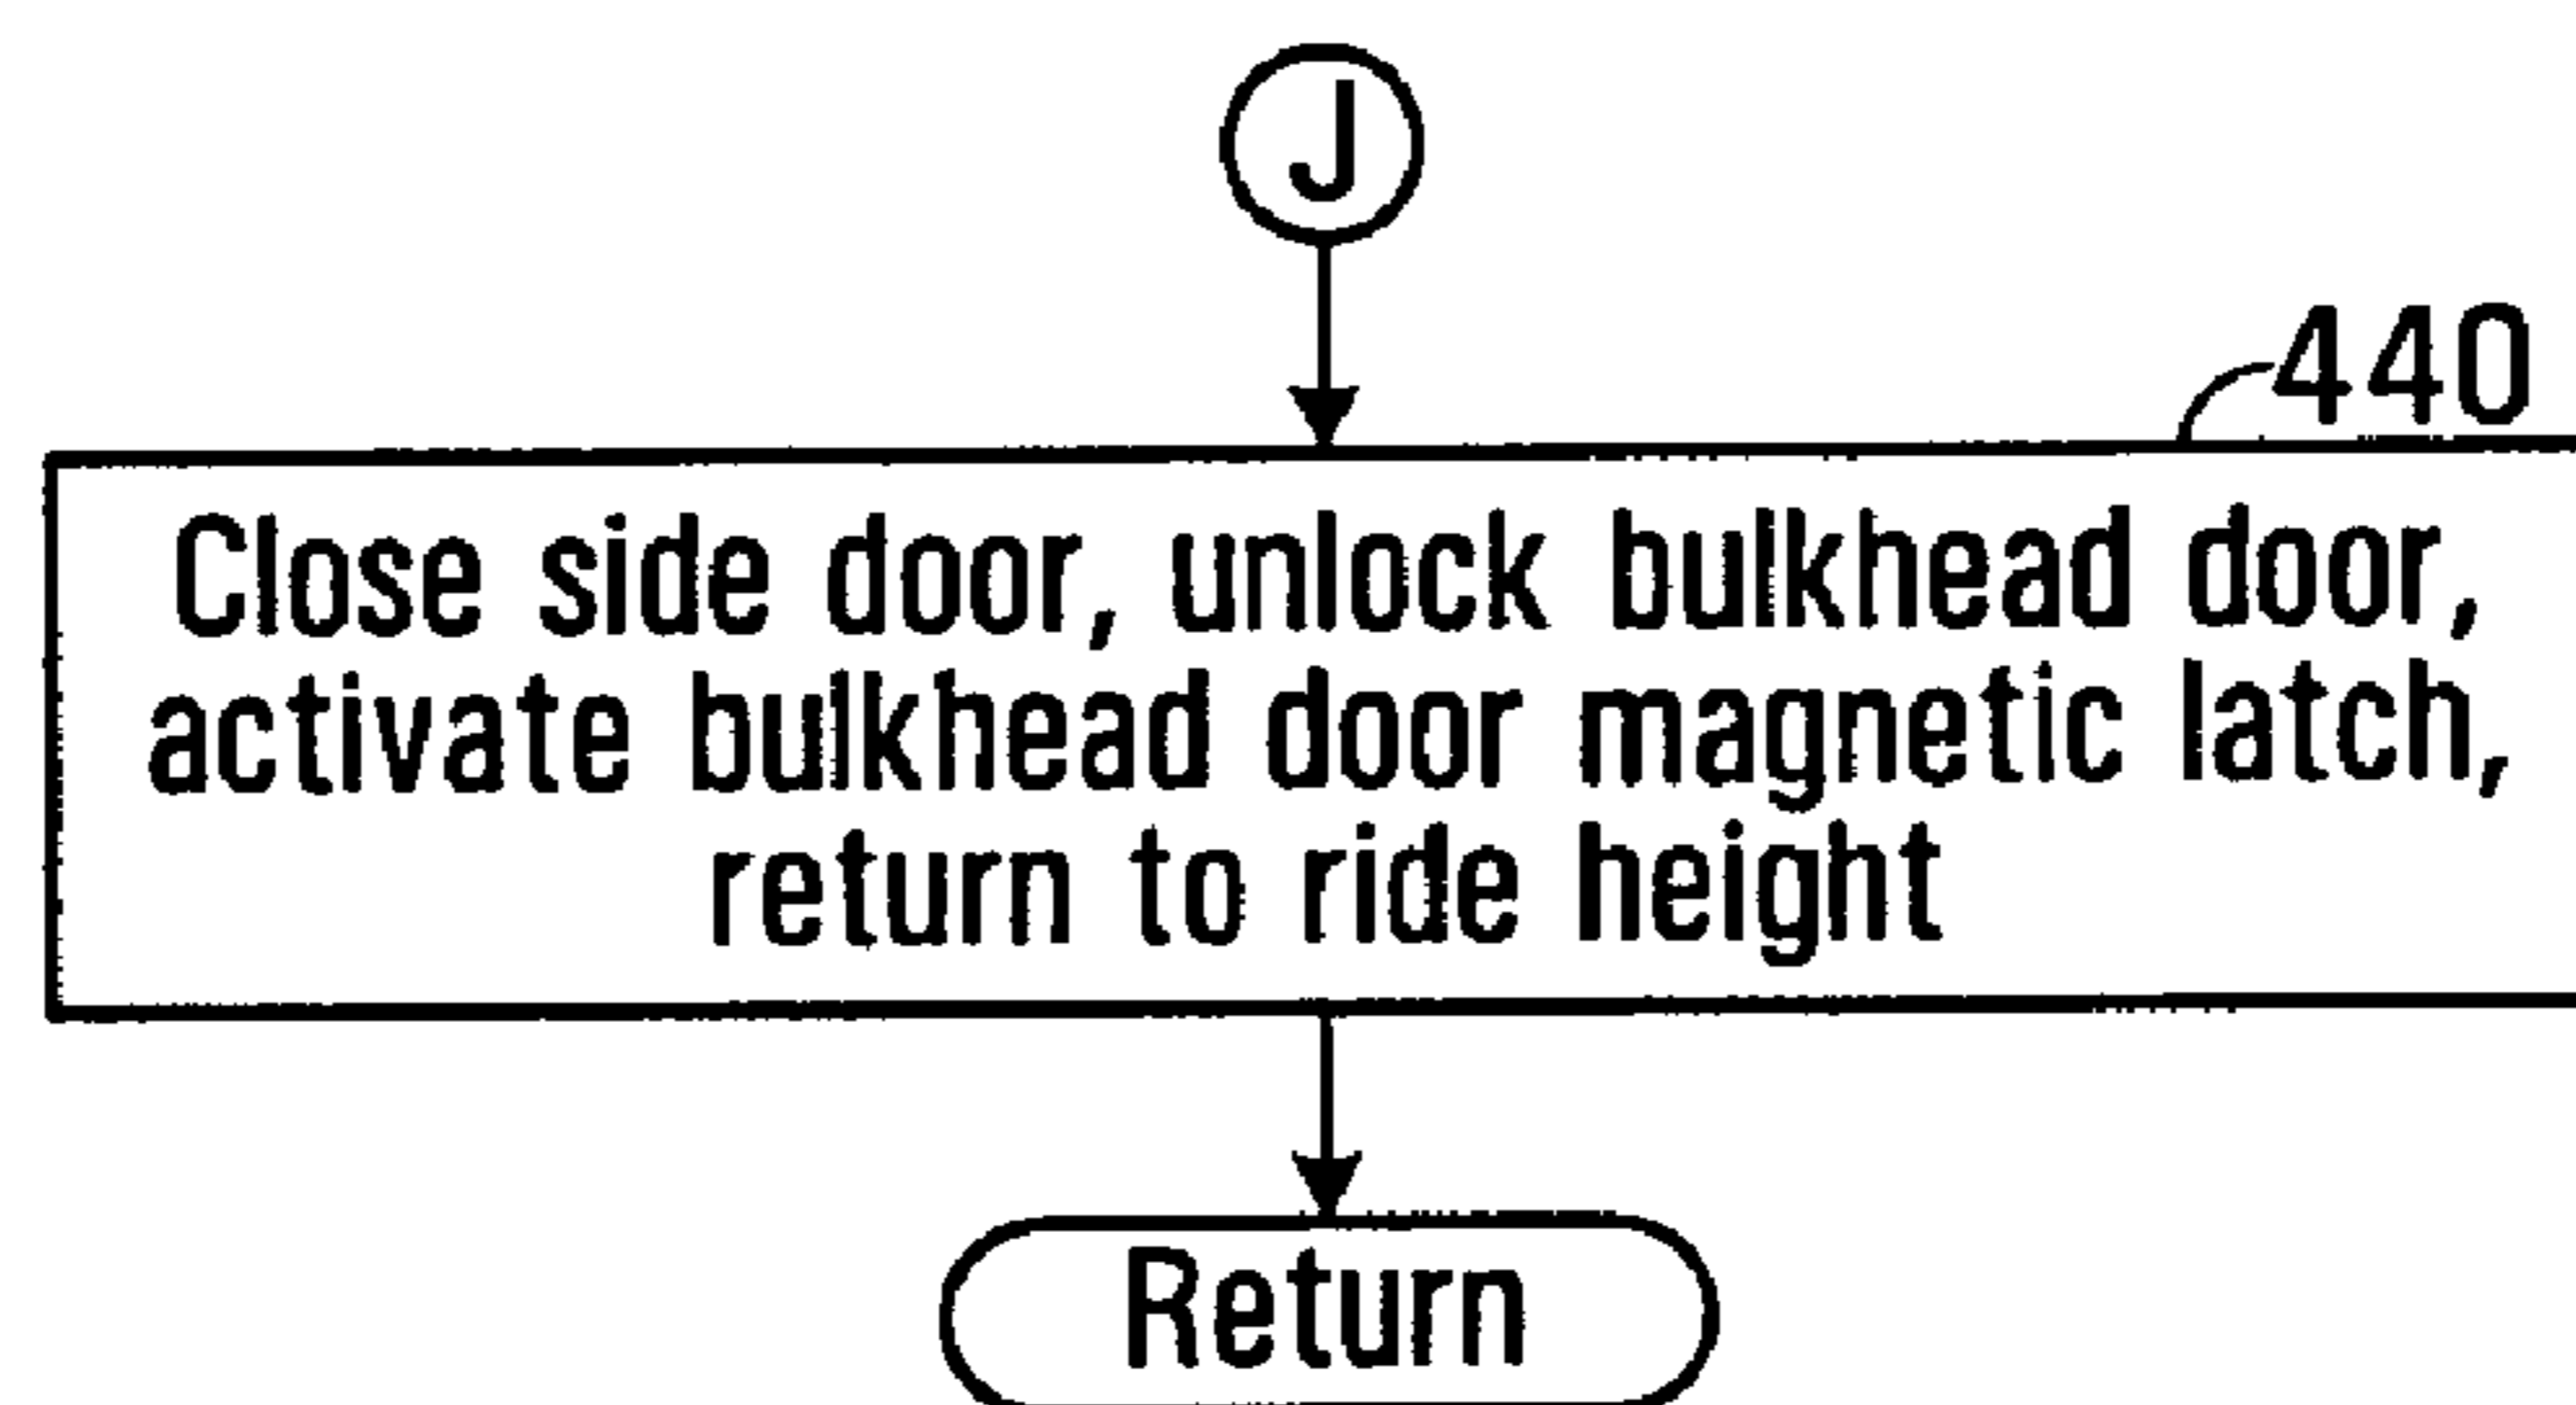 J
440
Close side door, unlock bulkhead door,
activate bulkhead door magnetic latch,
return to ride height
Return